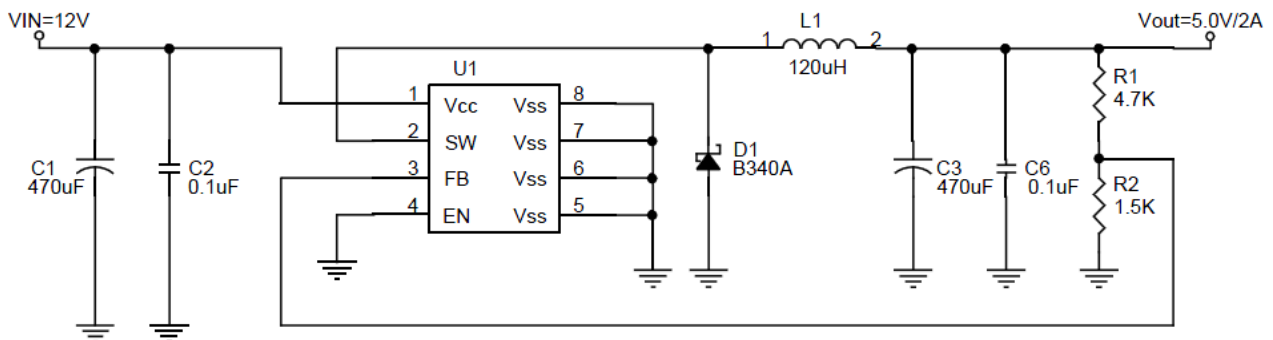 VIN=12V
L1
Vout=5.0V/2A
1
2
120uH
U1
R1
4.7K
1
Vcc
Vss
8
2
SW
Vss
7
3
FB
Vss
6
4
EN
Vss
5
C1
470uF
C2
0.1uF
D1
B340A
C3
470uF
C6
0.1uF
R2
1.5K